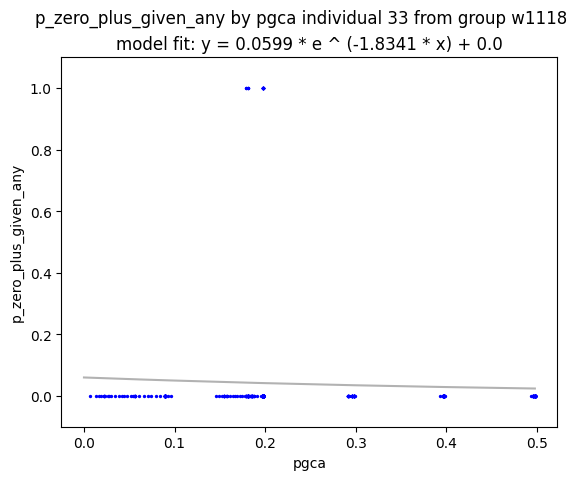 p_zero_plus_given_any by pgca individual 33 from group w1118
model fit: y = 0.0599 * e ^ (-1.8341 * x) + 0.0
1.0
0.8
0.6
0.4
0.2
0.0
p_zero_plus_given_any
0.0 0.1 0.2 0.3 0.4 0.5
pgca